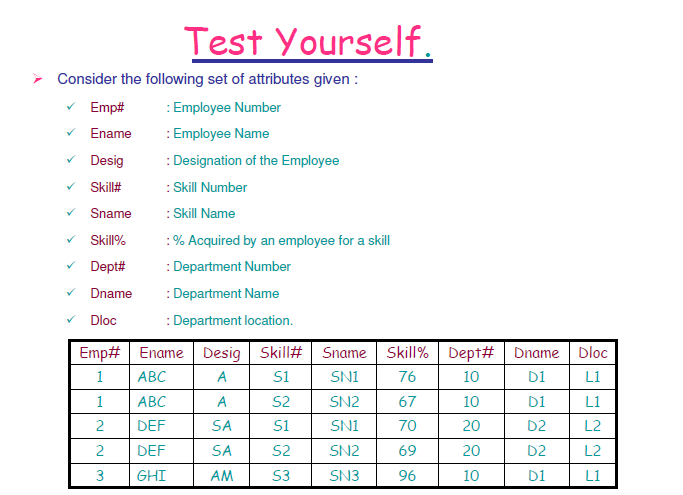 Test Yourself.
Consider the following set of attributes given :
Emp# : Employee Number
Ename : Employee Name
Desig : Designation of the Employee
Skill# : Skill Number
Sname : Skill Name
Skill% : % Acquired by an employee for a skill
Dept# : Department Number
Dname : Department Name
Dloc : Department location.
Emp# Ename Desig Skill# Sname Skill% Dept# Dname Dloc
1 ABC A S1 SN1 76 10 D1 L1
1 ABC A S2 SN2 67 10 D1 L1
2 DEF SA S1 SN1 70 20 D2 L2
2 DEF SA S2 SN2 69 20 D2 L2
3 GHI AM S3 SN3 96 10 D1 L1